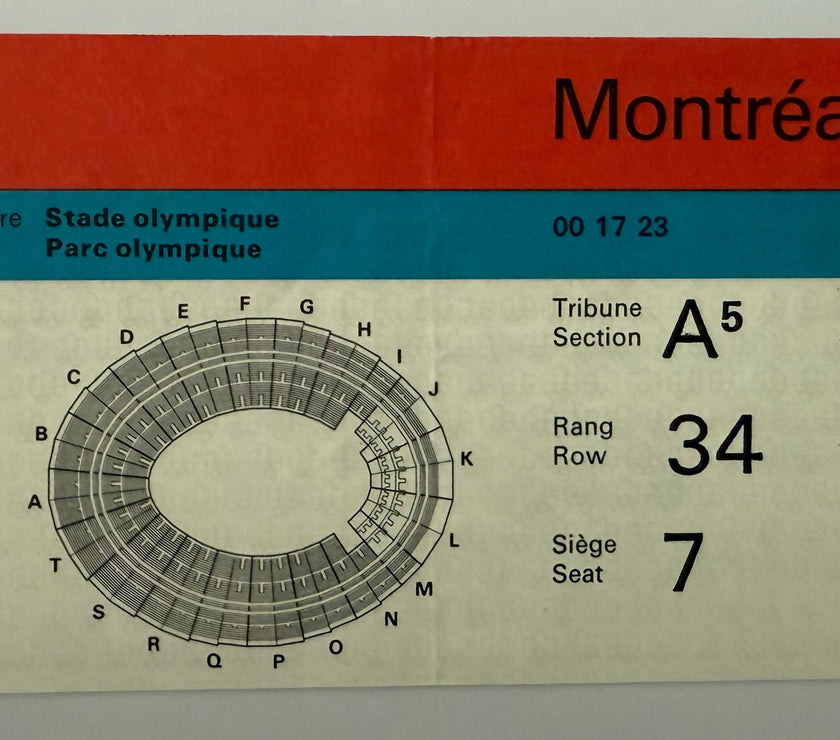 Montréa
re Stade olympique
Parc olympique
00 17 23
E F G
D H
C I
J
B
K
A
L
T
M
S N
R O
Q P
Tribune
Section A5
Rang
Row 34
Siège
Seat 7